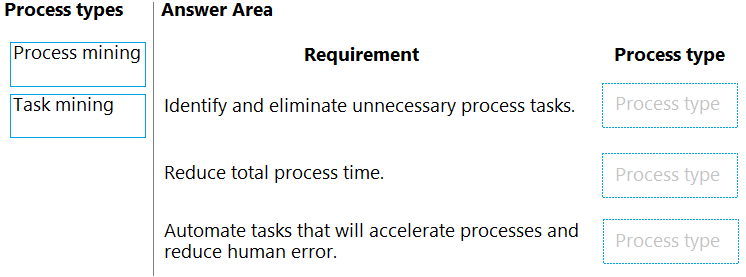 Process types
Answer Area
Requirement
Process type
Process mining
Task mining
Identify and eliminate unnecessary process tasks.
Process type
Reduce total process time.
Process type
Automate tasks that will accelerate processes and
reduce human error.
Process type